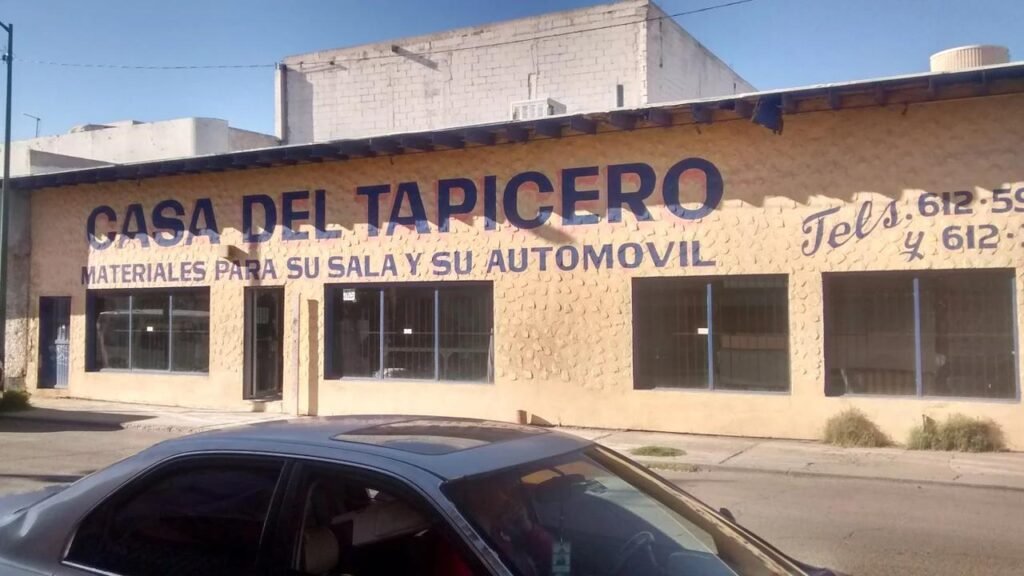 CASA DEL TAPICERO
MATERIALES PARA SU SALA Y SU AUTOMOVIL
Tels. 612·59
y 612·